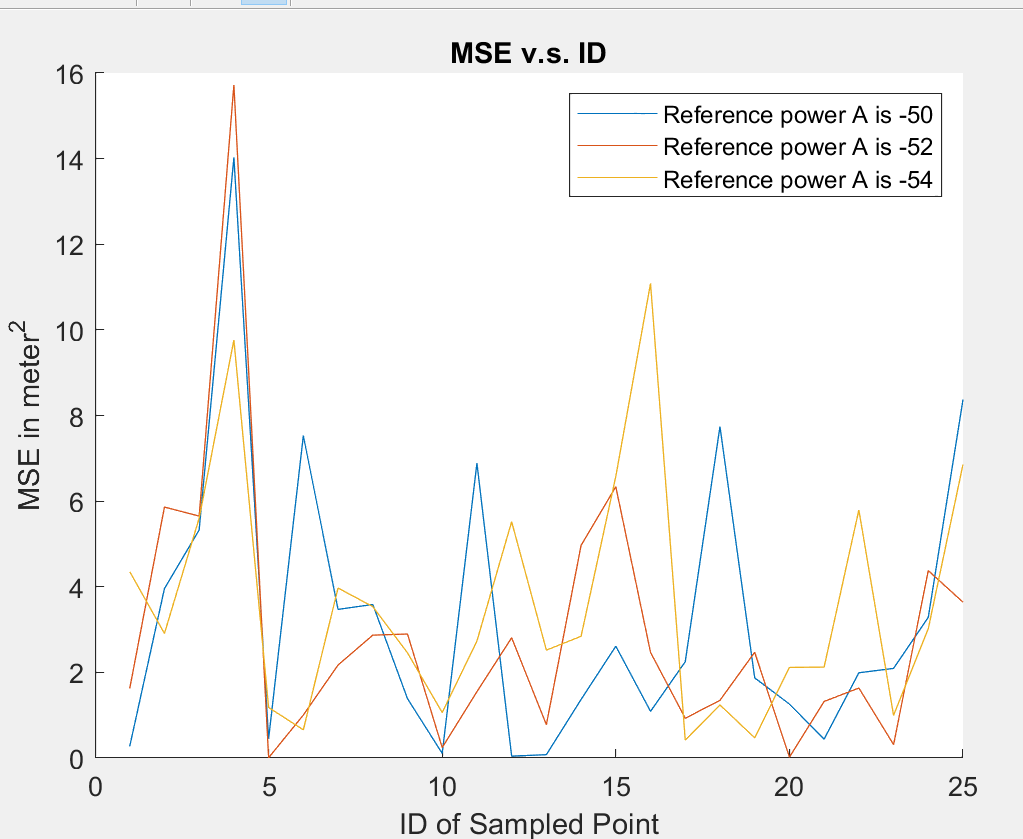 MSE v.s. ID
16
14
12
10
8
6
4
2
0
MSE in meter²
Reference power A is -50
Reference power A is -52
Reference power A is -54
0 5 10 15 20 25
ID of Sampled Point